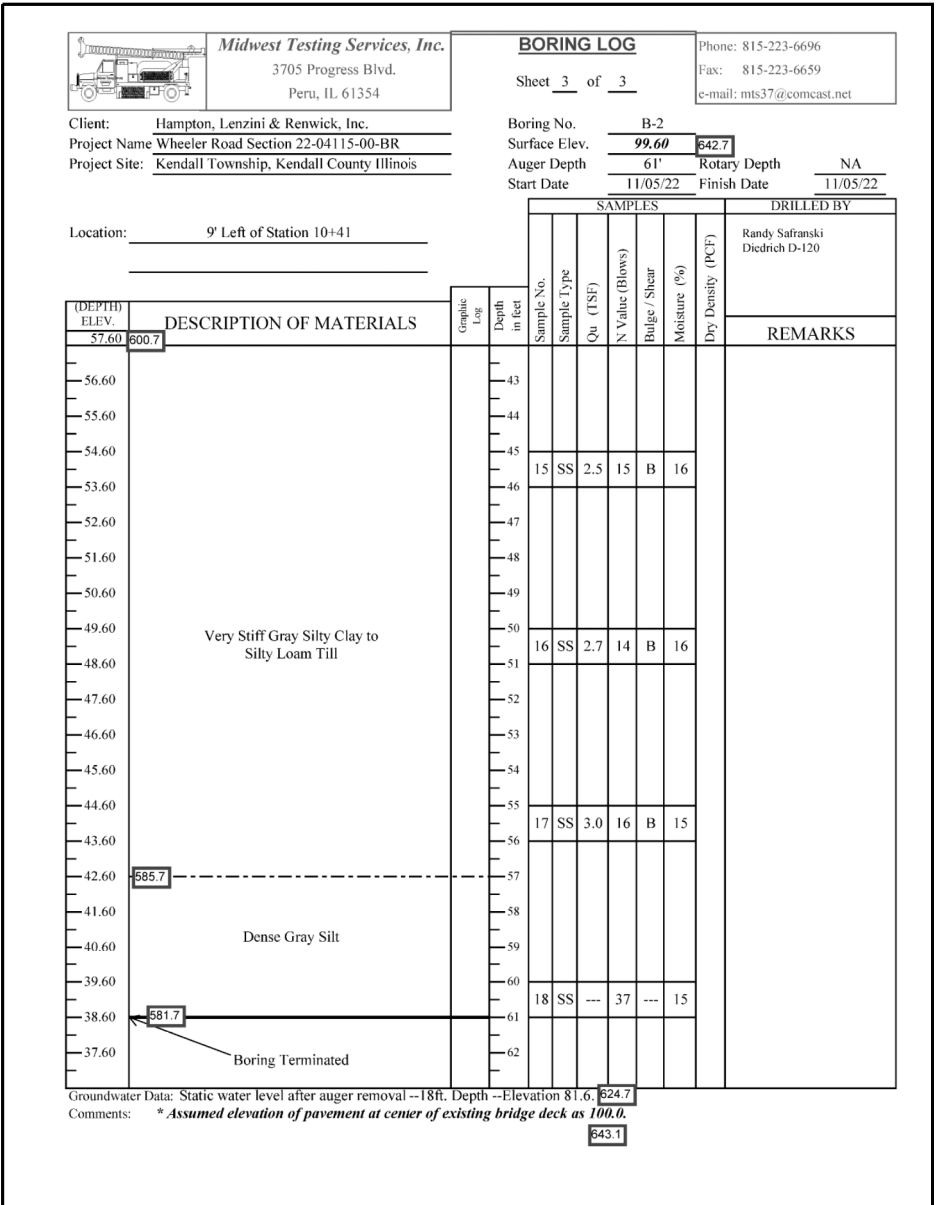 Midwest Testing Services, Inc.
3705 Progress Blvd.
Peru, IL 61354
BORING LOG
Sheet 3 of 3
Phone: 815-223-6696
Fax: 815-223-6659
e-mail: mts37@comcast.net
Client: Hampton, Lenzini & Renwick, Inc.
Boring No. B-2
Project Name Wheeler Road Section 22-04115-00-BR
Surface Elev. 99.60 642.7
Project Site: Kendall Township, Kendall County Illinois
Auger Depth 61' Rotary Depth NA
Start Date 11/05/22 Finish Date 11/05/22
SAMPLES DRILLED BY
Location: 9' Left of Station 10+41
Randy Safranski
Diedrich D-120
(DEPTH)
ELEV.
57.60 600.7
DESCRIPTION OF MATERIALS
Graphic
Log
Depth
in feet
Sample No.
Sample Type
Qu (TSF)
N Value (Blows)
Bulge / Shear
Moisture (%)
Dry Density (PCF)
REMARKS
56.60 43
55.60 44
54.60 45
15 SS 2.5 15 B 16
53.60 46
52.60 47
51.60 48
50.60 49
49.60 50
Very Stiff Gray Silty Clay to
Silty Loam Till
16 SS 2.7 14 B 16
48.60 51
47.60 52
46.60 53
45.60 54
44.60 55
17 SS 3.0 16 B 15
43.60 56
42.60 585.7 57
41.60 58
Dense Gray Silt
40.60 59
39.60 60
18 SS --- 37 --- 15
38.60 581.7 61
37.60 62
Boring Terminated
Groundwater Data: Static water level after auger removal --18ft. Depth --Elevation 81.6. 624.7
Comments: * Assumed elevation of pavement at cener of existing bridge deck as 100.0.
643.1